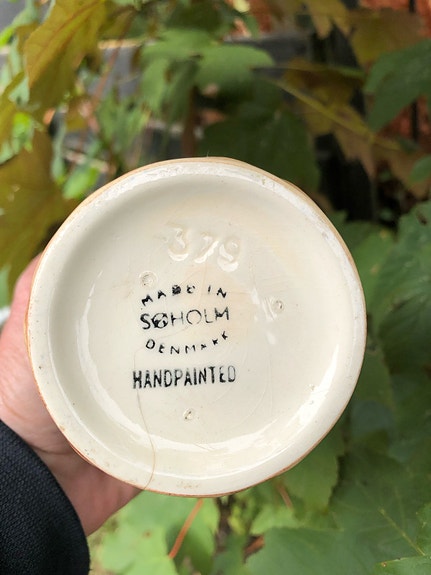 379
MADE IN
SØHOLM
DENMARK
HANDPAINTED